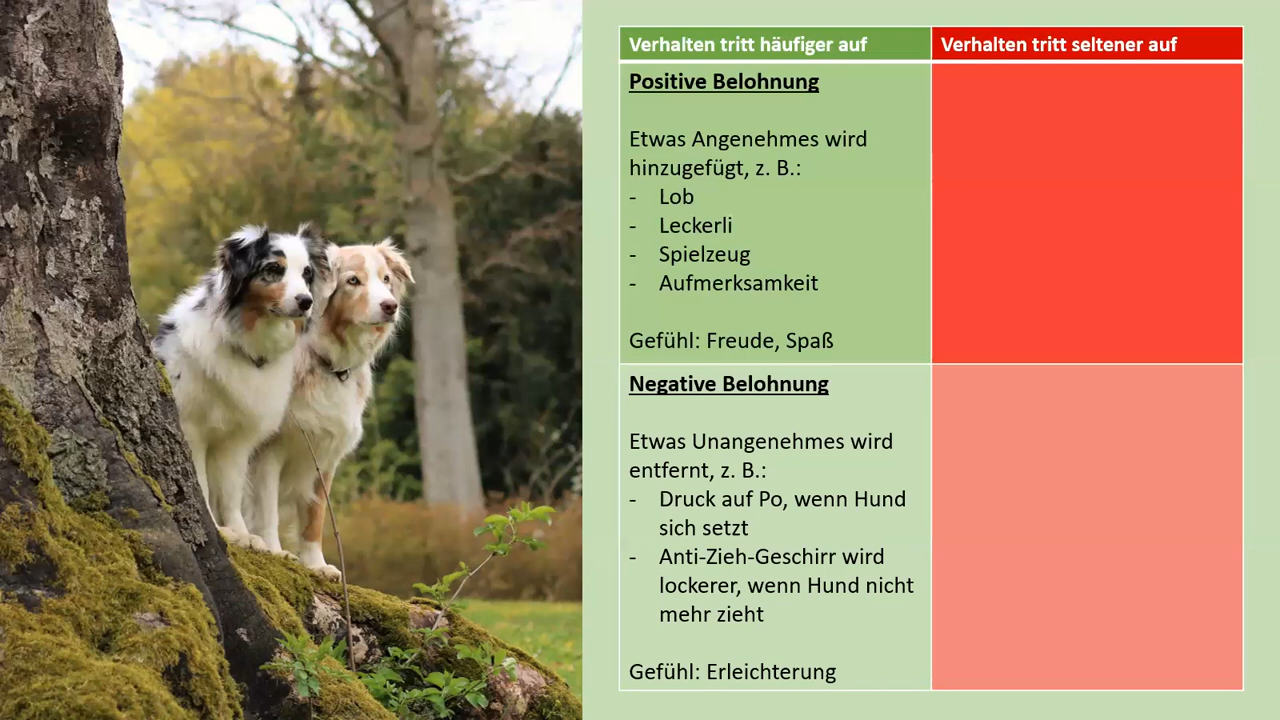 Verhalten tritt häufiger auf
Verhalten tritt seltener auf
Positive Belohnung
Etwas Angenehmes wird
hinzugefügt, z. B.:
- Lob
- Leckerli
- Spielzeug
- Aufmerksamkeit
Gefühl: Freude, Spaß
Negative Belohnung
Etwas Unangenehmes wird
entfernt, z. B.:
- Druck auf Po, wenn Hund
sich setzt
- Anti-Zieh-Geschirr wird
lockerer, wenn Hund nicht
mehr zieht
Gefühl: Erleichterung